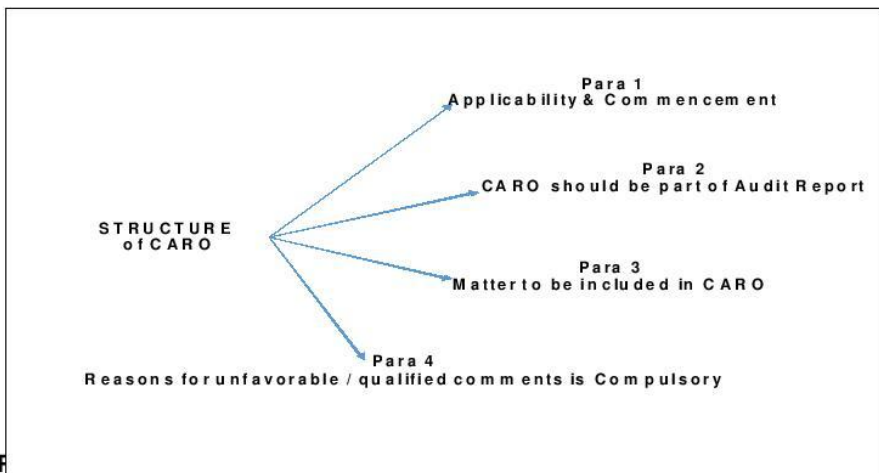 Para 1
Applicability & Commencement
Para 2
CARO should be part of Audit Report
STRUCTURE
of CARO
Para 3
Matter to be included in CARO
Para 4
Reasons for unfavorable / qualified comments is Compulsory